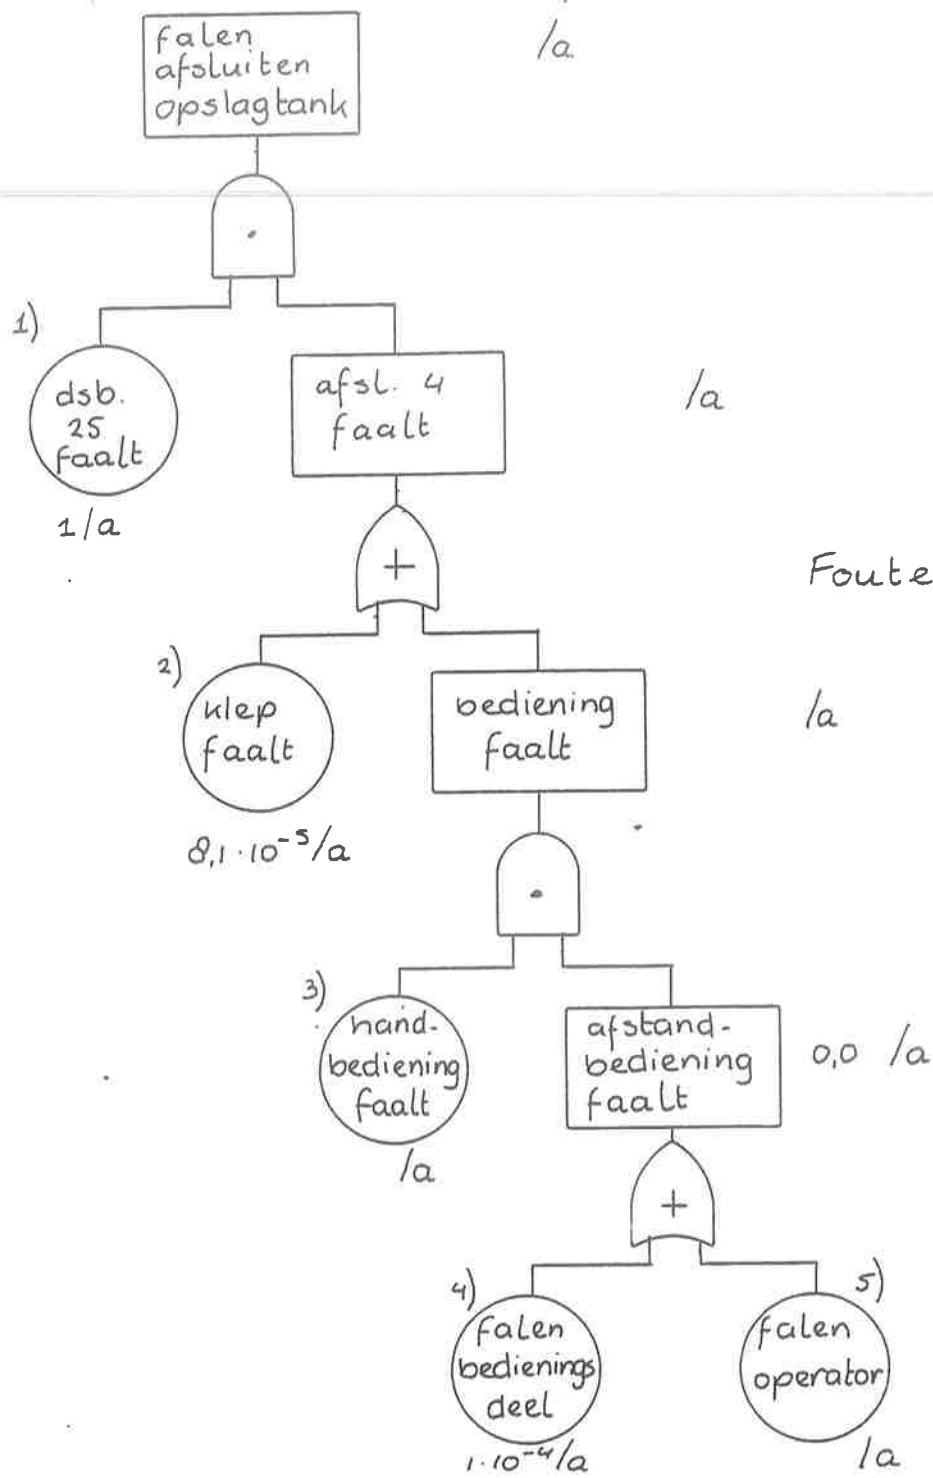 falen
afsluiten
opslagtank
/a
.
1)
dsb.
25
faalt
1/a
afsl. 4
faalt
/a
+
Foute
2)
klep
faalt
8,1·10⁻⁵/a
bediening
faalt
/a
.
3)
hand-
bediening
faalt
/a
afstand-
bediening
faalt
0,0 /a
+
4)
falen
bedienings
deel
1·10⁻⁴/a
5)
falen
operator
/a